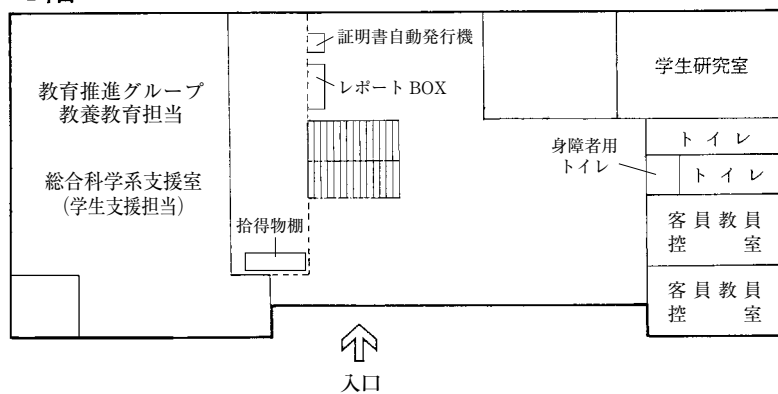 証明書自動発行機
レポート BOX
教育推進グループ
教養教育担当
総合科学系支援室
(学生支援担当)
拾得物棚
学生研究室
トイレ
身障者用
トイレ
トイレ
客員教員
控室
客員教員
控室
入口